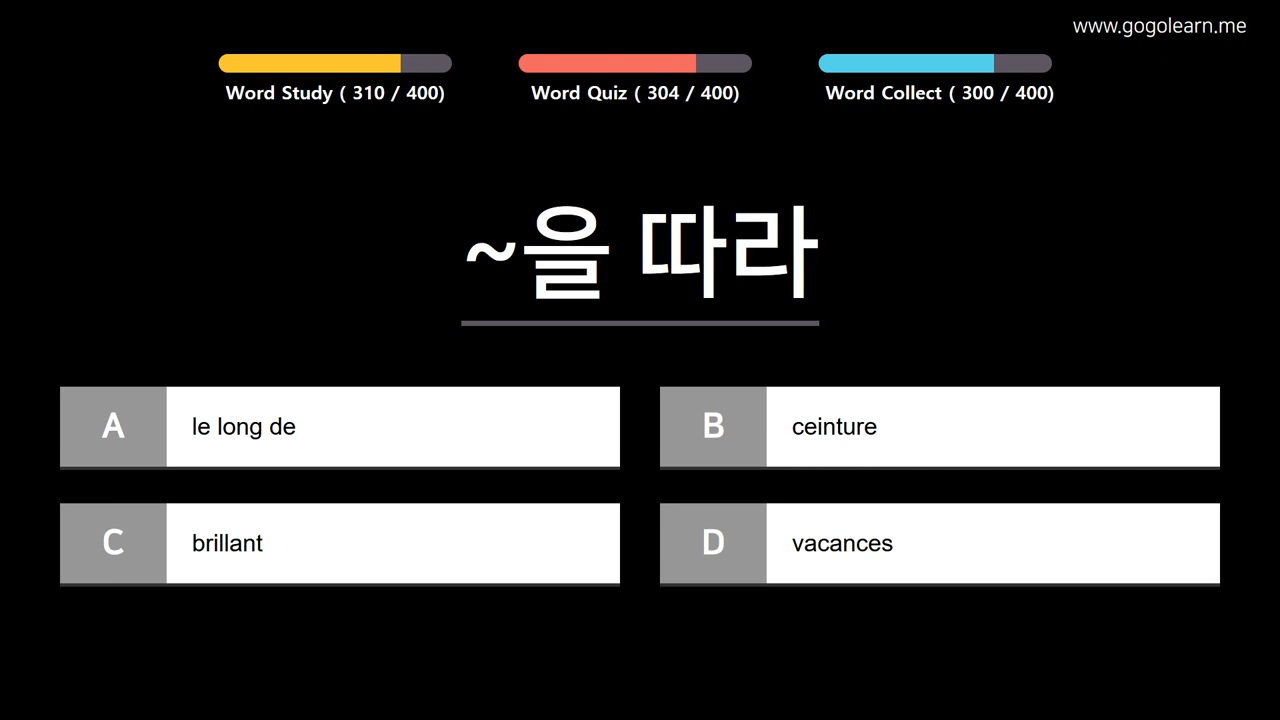 www.gogolearn.me
Word Study ( 310 / 400)
Word Quiz ( 304 / 400)
Word Collect ( 300 / 400)
~을 따라
A
le long de
B
ceinture
C
brillant
D
vacances